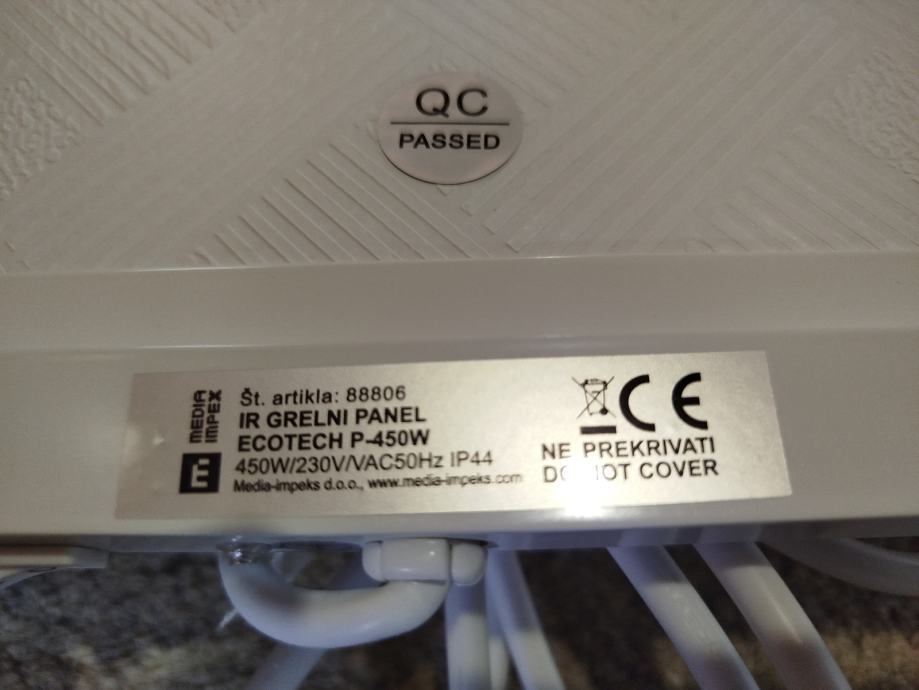 QC
PASSED
MEDIA
IMPEX
Št. artikla: 88806
IR GRELNI PANEL
ECOTECH P-450W
450W/230V/VAC50Hz IP44
Media-impeks d.o.o., www.media-impeks.com
CE
NE PREKRIVATI
DO NOT COVER